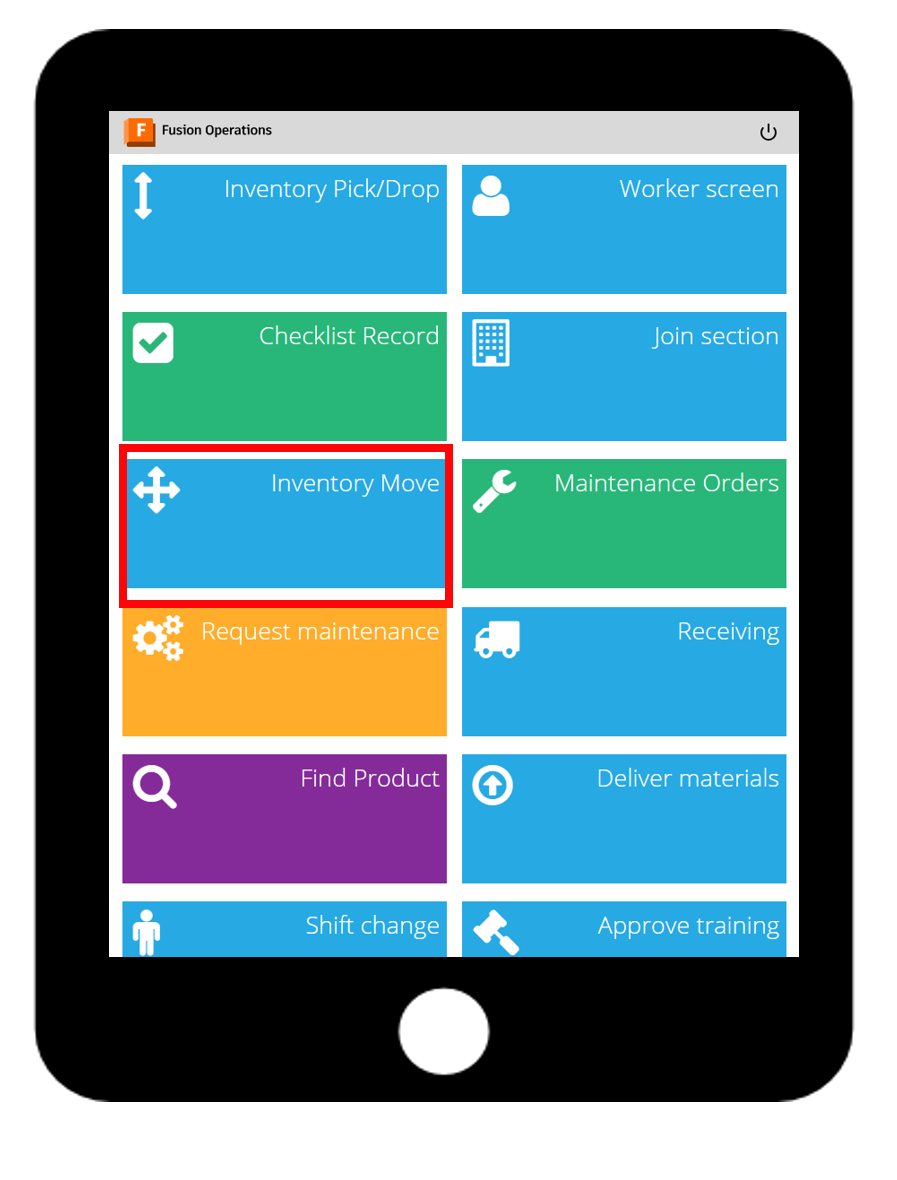 F Fusion Operations
Inventory Pick/Drop
Worker screen
Checklist Record
Join section
Inventory Move
Maintenance Orders
Request maintenance
Receiving
Find Product
Deliver materials
Shift change
Approve training